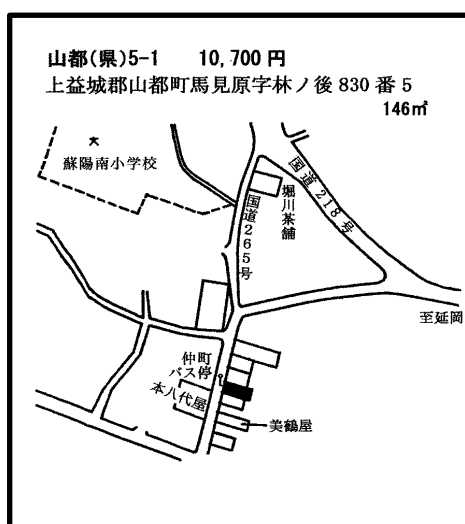 山都(県)5-1 10,700円
上益城郡山都町馬見原字林ノ後830番5
146㎡
蘇陽南小学校
堀川茶舗
国道218号
国道265号
至延岡
仲町
バス停
本八代屋
美鶴屋